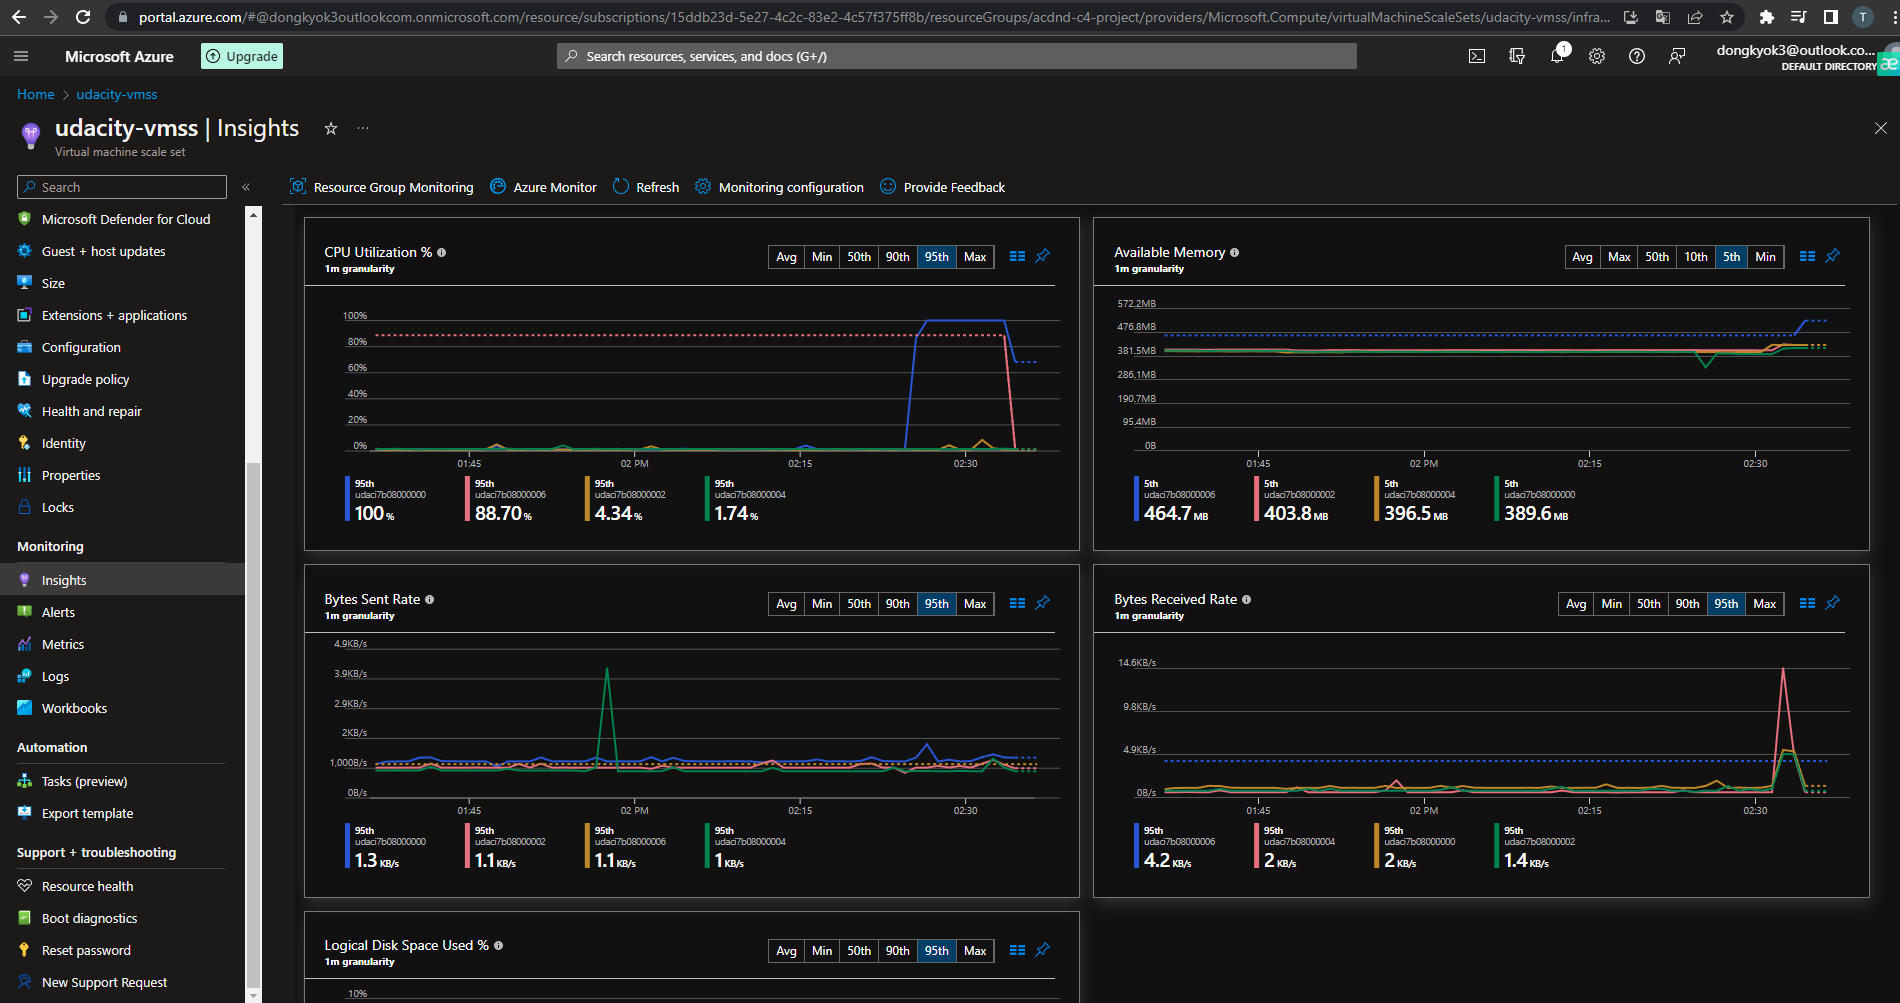 portal.azure.com/#@dongkyok3outlookcom.onmicrosoft.com/resource/subscriptions/15ddb23d-5e27-4c2c-83e2-4c57f375ff8b/resourceGroups/acdnd-c4-project/providers/Microsoft.Compute/virtualMachineScaleSets/udacity-vmss/infra...
T
Microsoft Azure
Upgrade
Search resources, services, and docs (G+/)
1
dongkyok3@outlook.co...
DEFAULT DIRECTORY
æ
Home > udacity-vmss
udacity-vmss | Insights
Virtual machine scale set
Search
«
Microsoft Defender for Cloud
Guest + host updates
Size
Extensions + applications
Configuration
Upgrade policy
Health and repair
Identity
Properties
Locks
Monitoring
Insights
Alerts
Metrics
Logs
Workbooks
Automation
Tasks (preview)
Export template
Support + troubleshooting
Resource health
Boot diagnostics
Reset password
New Support Request
Resource Group Monitoring
Azure Monitor
Refresh
Monitoring configuration
Provide Feedback
CPU Utilization %
1m granularity
Avg Min 50th 90th 95th Max
100%
80%
60%
40%
20%
0%
01:45 02 PM 02:15 02:30
95th 95th 95th 95th
udaci7b08000000 udaci7b08000006 udaci7b08000002 udaci7b08000004
100 % 88.70 % 4.34 % 1.74 %
Available Memory
1m granularity
Avg Max 50th 10th 5th Min
572.2MB
476.8MB
381.5MB
286.1MB
190.7MB
95.4MB
0B
01:45 02 PM 02:15 02:30
5th 5th 5th 5th
udaci7b08000006 udaci7b08000002 udaci7b08000004 udaci7b08000000
464.7 MB 403.8 MB 396.5 MB 389.6 MB
Bytes Sent Rate
1m granularity
Avg Min 50th 90th 95th Max
4.9KB/s
3.9KB/s
2.9KB/s
2KB/s
1,000B/s
0B/s
01:45 02 PM 02:15 02:30
95th 95th 95th 95th
udaci7b08000000 udaci7b08000002 udaci7b08000006 udaci7b08000004
1.3 KB/s 1.1 KB/s 1.1 KB/s 1 KB/s
Bytes Received Rate
1m granularity
Avg Min 50th 90th 95th Max
14.6KB/s
9.8KB/s
4.9KB/s
0B/s
01:45 02 PM 02:15 02:30
95th 95th 95th 95th
udaci7b08000006 udaci7b08000004 udaci7b08000000 udaci7b08000002
4.2 KB/s 2 KB/s 2 KB/s 1.4 KB/s
Logical Disk Space Used %
1m granularity
Avg Min 50th 90th 95th Max
10%